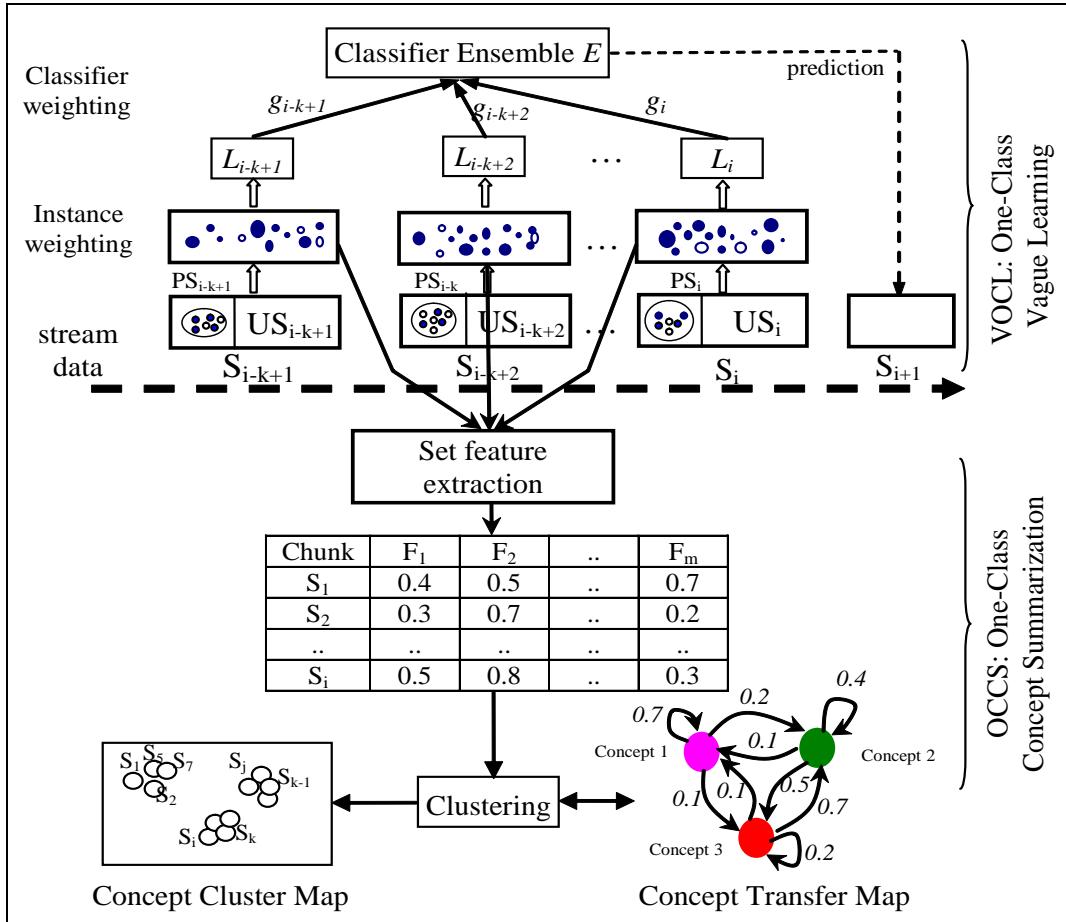 Classifier Ensemble E
prediction
Classifier
weighting
g_{i-k+1}
g_{i-k+2}
g_i
L_{i-k+1}
L_{i-k+2}
...
L_i
Instance
weighting
...
PS_{i-k+1}
PS_{i-k}
PS_i
stream
data
US_{i-k+1}
US_{i-k+2}
...
US_i
S_{i-k+1}
S_{i-k+2}
S_i
S_{i+1}
VOCL: One-Class
Vague Learning
Set feature
extraction
Chunk F_1 F_2 .. F_m
S_1 0.4 0.5 .. 0.7
S_2 0.3 0.7 .. 0.2
.. .. .. .. ..
S_i 0.5 0.8 .. 0.3
OCCS: One-Class
Concept Summarization
S_1 S_5 S_7
S_2
S_j
S_{k-1}
S_i
S_k
Clustering
0.7
0.2
0.4
Concept 1
0.1
Concept 2
0.1
0.1
0.5
0.7
Concept 3
0.2
Concept Cluster Map
Concept Transfer Map